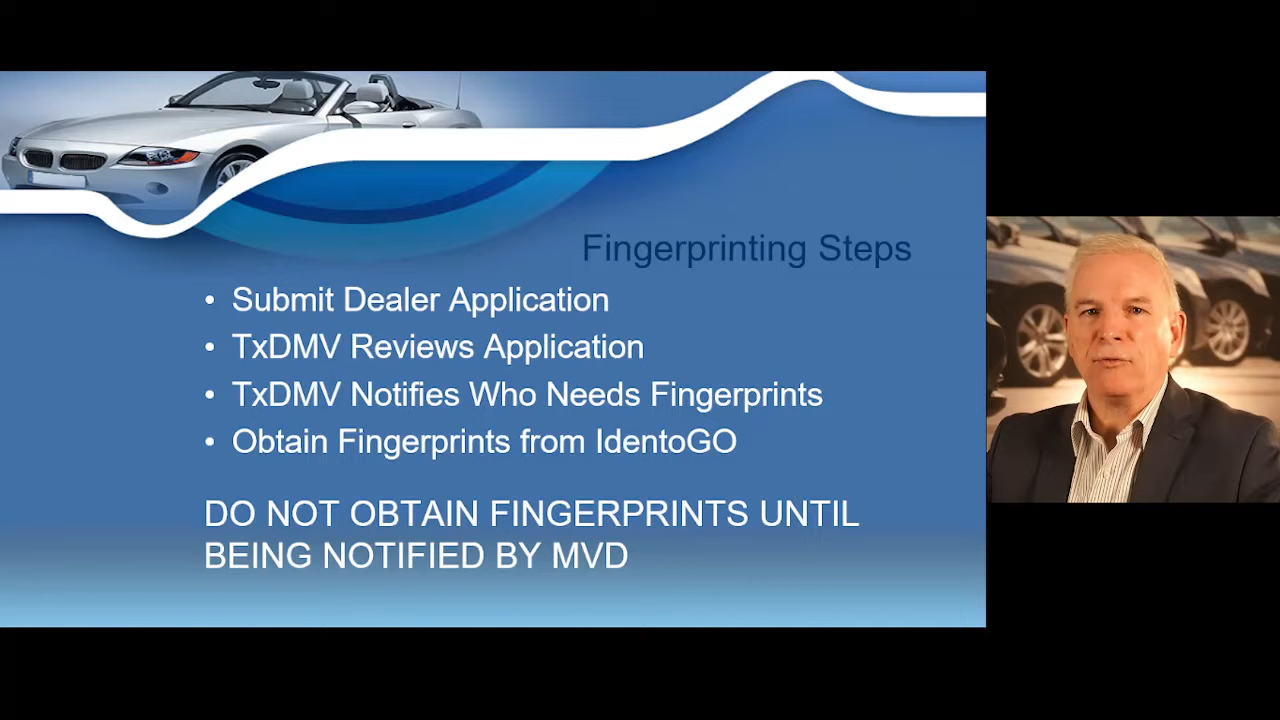 Fingerprinting Steps
• Submit Dealer Application
• TxDMV Reviews Application
• TxDMV Notifies Who Needs Fingerprints
• Obtain Fingerprints from IdentoGO
DO NOT OBTAIN FINGERPRINTS UNTIL
BEING NOTIFIED BY MVD